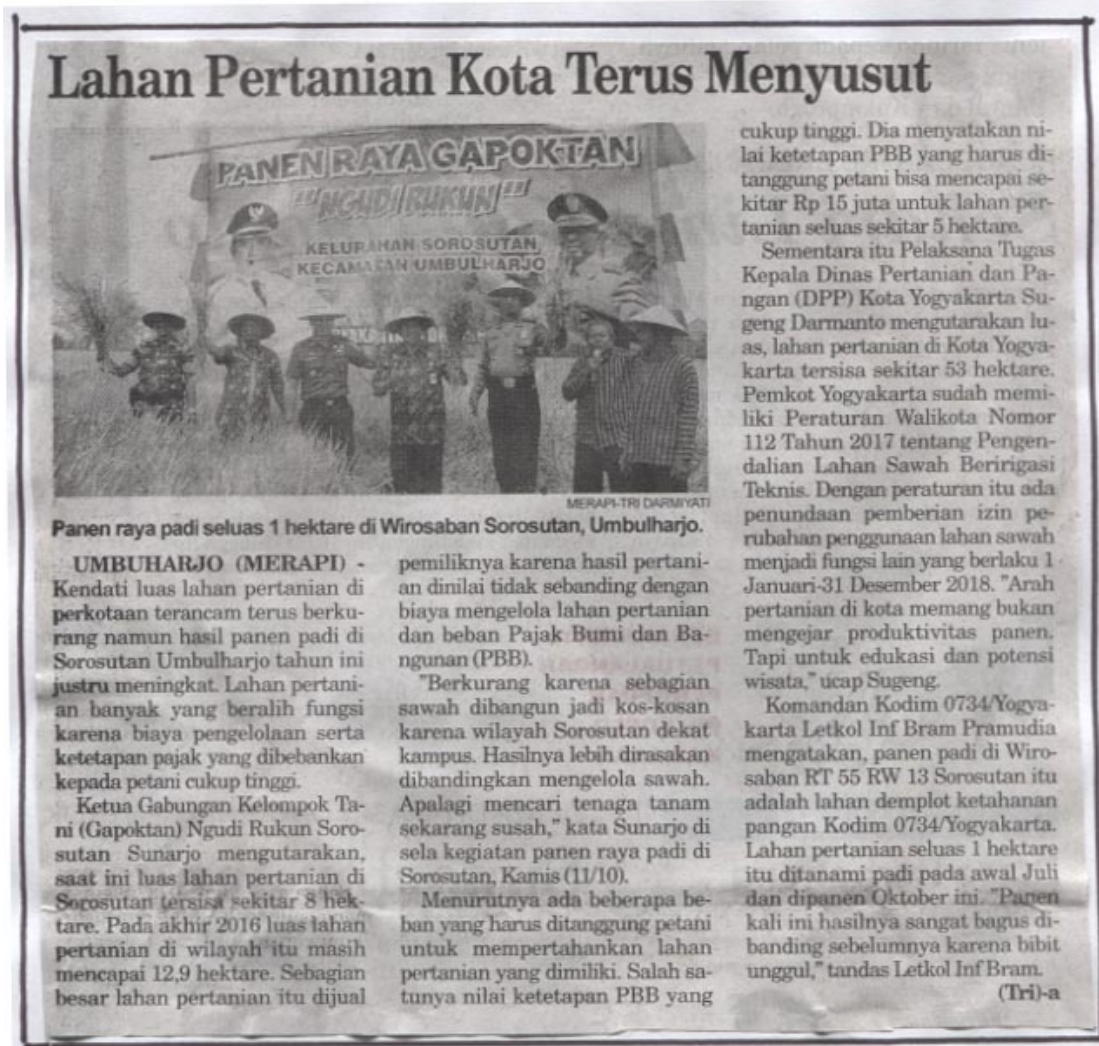 Lahan Pertanian Kota Terus Menyusut
PANEN RAYA GAPOKTAN
"NGUDI RUKUN"
KELURAHAN SOROSUTAN
KECAMATAN UMBULHARJO
MERAPI-TRI DARMIYATI
Panen raya padi seluas 1 hektare di Wirosaban Sorosutan, Umbulharjo.
UMBUHARJO (MERAPI) -
Kendati luas lahan pertanian di
perkotaan terancam terus berku-
rang namun hasil panen padi di
Sorosutan Umbulharjo tahun ini
justru meningkat. Lahan pertani-
an banyak yang beralih fungsi
karena biaya pengelolaan serta
ketetapan pajak yang dibebankan
kepada petani cukup tinggi.
Ketua Gabungan Kelompok Ta-
ni (Gapoktan) Ngudi Rukun Soro-
sutan Sunarjo mengutarakan,
saat ini luas lahan pertanian di
Sorosutan tersisa sekitar 8 hek-
tare. Pada akhir 2016 luas lahan
pertanian di wilayah itu masih
mencapai 12,9 hektare. Sebagian
besar lahan pertanian itu dijual
pemiliknya karena hasil pertani-
an dinilai tidak sebanding dengan
biaya mengelola lahan pertanian
dan beban Pajak Bumi dan Ba-
ngunan (PBB).
"Berkurang karena sebagian
sawah dibangun jadi kos-kosan
karena wilayah Sorosutan dekat
kampus. Hasilnya lebih dirasakan
dibandingkan mengelola sawah.
Apalagi mencari tenaga tanam
sekarang susah," kata Sunarjo di
sela kegiatan panen raya padi di
Sorosutan, Kamis (11/10).
Menurutnya ada beberapa be-
ban yang harus ditanggung petani
untuk mempertahankan lahan
pertanian yang dimiliki. Salah sa-
tunya nilai ketetapan PBB yang
cukup tinggi. Dia menyatakan ni-
lai ketetapan PBB yang harus di-
tanggung petani bisa mencapai se-
kitar Rp 15 juta untuk lahan per-
tanian seluas sekitar 5 hektare.
Sementara itu Pelaksana Tugas
Kepala Dinas Pertanian dan Pa-
ngan (DPP) Kota Yogyakarta Su-
geng Darmanto mengutarakan lu-
as, lahan pertanian di Kota Yogya-
karta tersisa sekitar 53 hektare.
Pemkot Yogyakarta sudah memi-
liki Peraturan Walikota Nomor
112 Tahun 2017 tentang Pengen-
dalian Lahan Sawah Beririgasi
Teknis. Dengan peraturan itu ada
penundaan pemberian izin pe-
rubahan penggunaan lahan sawah
menjadi fungsi lain yang berlaku 1
Januari-31 Desember 2018. "Arah
pertanian di kota memang bukan
mengejar produktivitas panen.
Tapi untuk edukasi dan potensi
wisata," ucap Sugeng.
Komandan Kodim 0734/Yogya-
karta Letkol Inf Bram Pramudia
mengatakan, panen padi di Wiro-
saban RT 55 RW 13 Sorosutan itu
adalah lahan demplot ketahanan
pangan Kodim 0734/Yogyakarta.
Lahan pertanian seluas 1 hektare
itu ditanami padi pada awal Juli
dan dipanen Oktober ini. "Panen
kali ini hasilnya sangat bagus di-
banding sebelumnya karena bibit
unggul," tandas Letkol Inf Bram.
(Tri)-a